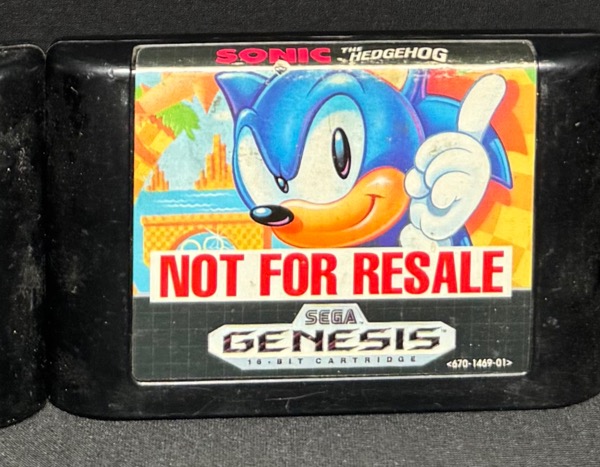 SONIC THE HEDGEHOG
NOT FOR RESALE
SEGA
GENESIS
16-BIT CARTRIDGE
<670-1469-01>